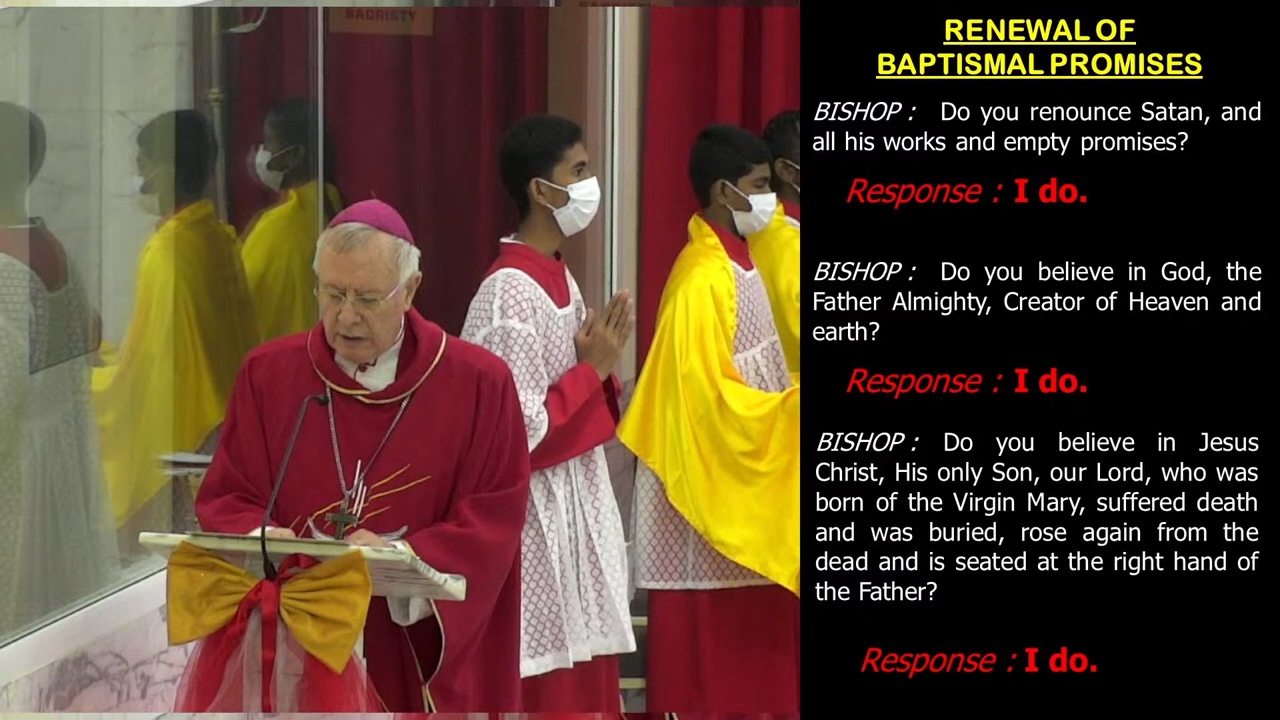 SACRISTY
RENEWAL OF
BAPTISMAL PROMISES
BISHOP : Do you renounce Satan, and
all his works and empty promises?
Response : I do.
BISHOP : Do you believe in God, the
Father Almighty, Creator of Heaven and
earth?
Response : I do.
BISHOP : Do you believe in Jesus
Christ, His only Son, our Lord, who was
born of the Virgin Mary, suffered death
and was buried, rose again from the
dead and is seated at the right hand of
the Father?
Response : I do.